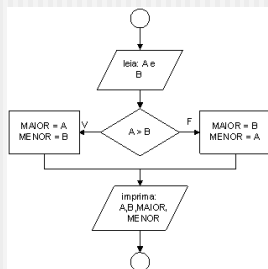 leia: A e
B
A > B
V
F
MAIOR = A
MENOR = B
MAIOR = B
MENOR = A
imprima:
A,B,MAIOR,
MENOR